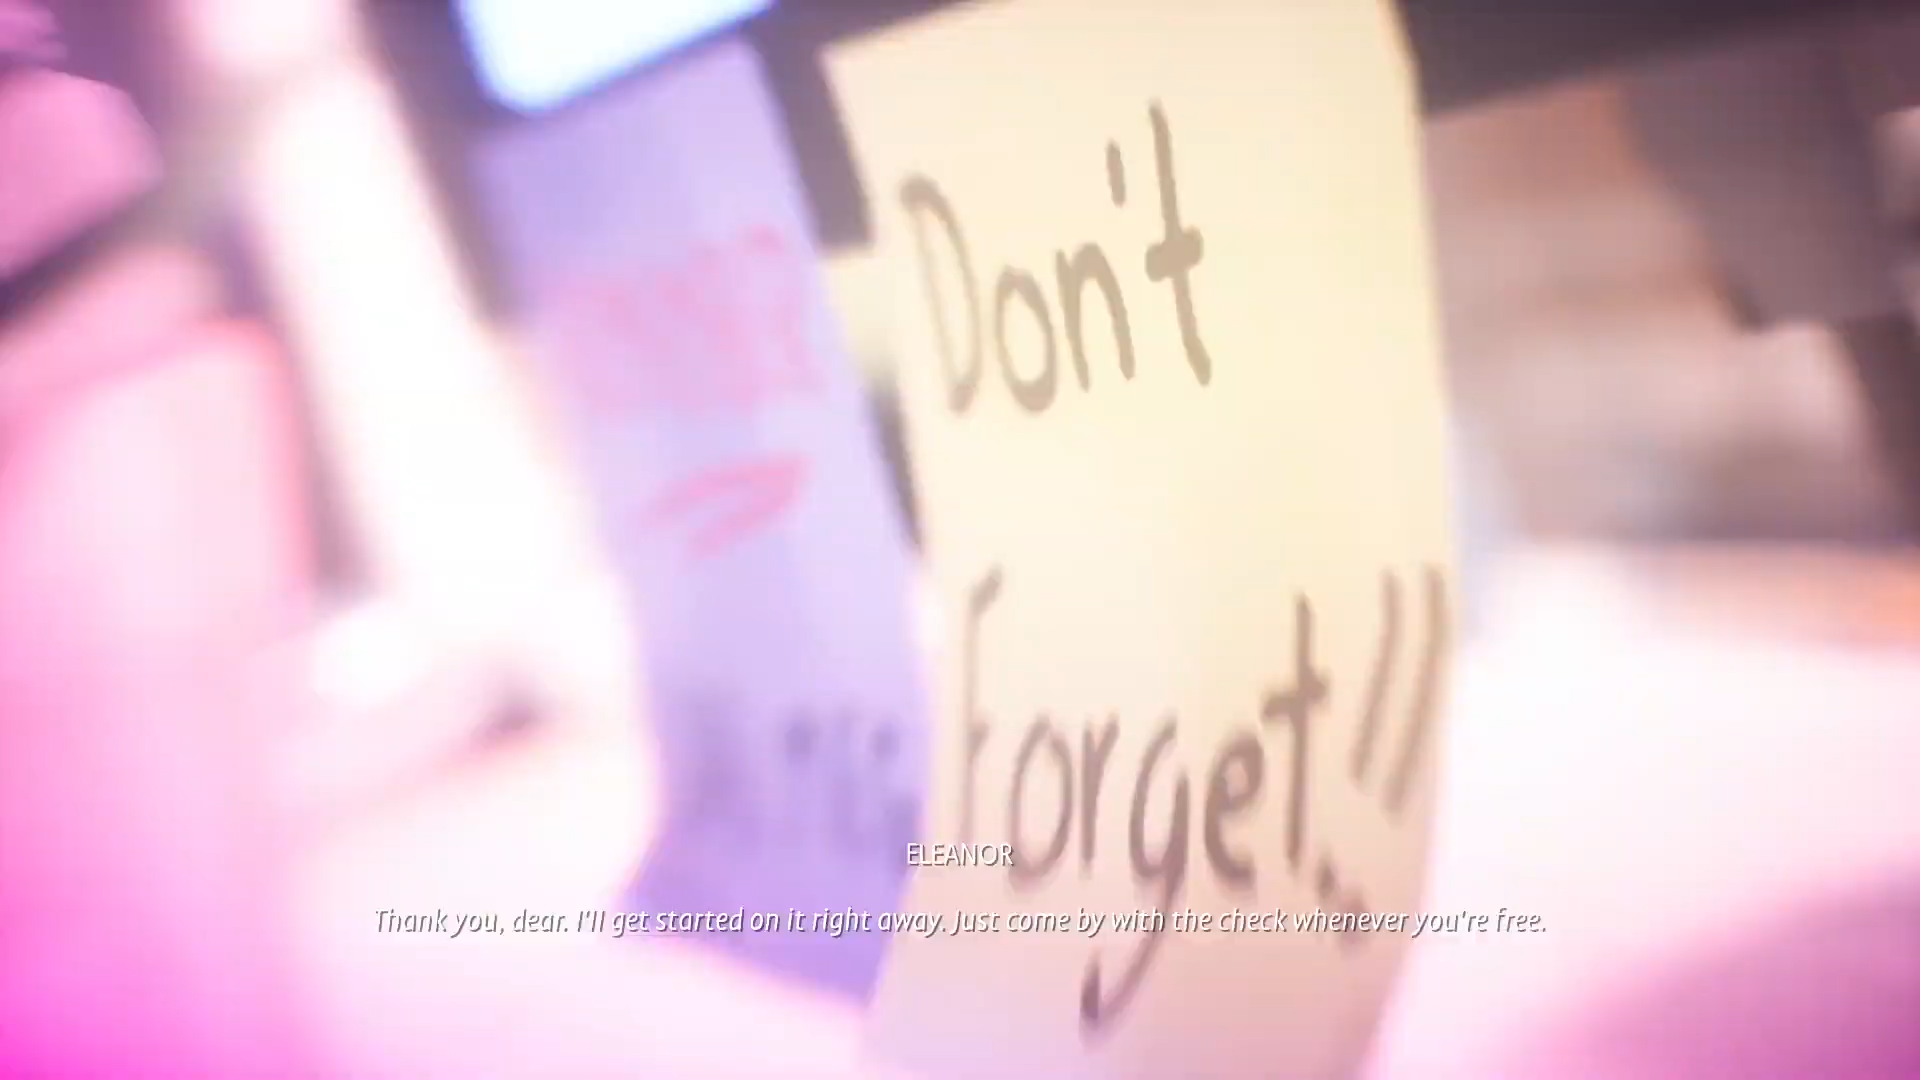 Don't
forget!!
ELEANOR
Thank you, dear. I'll get started on it right away. Just come by with the check whenever you're free.